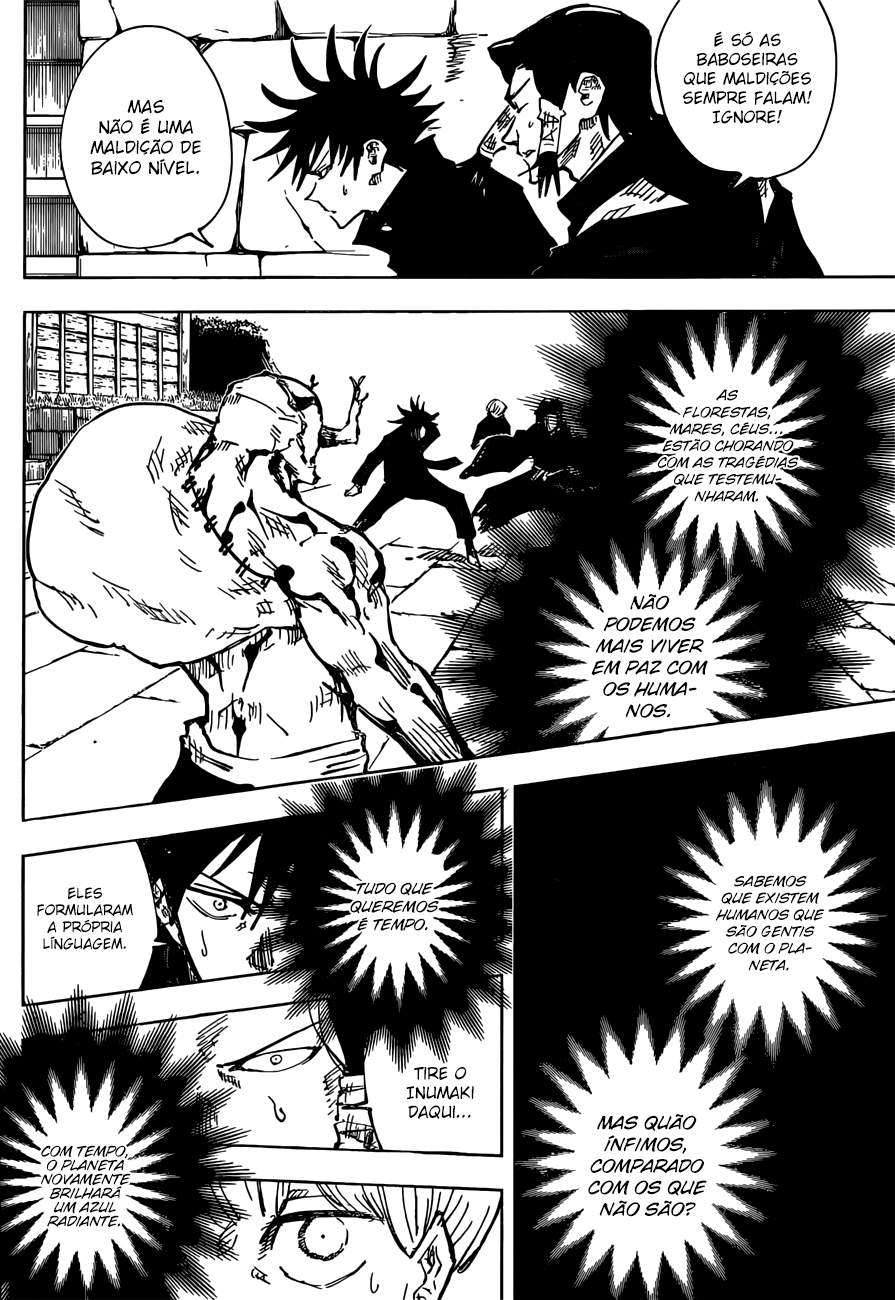 É SÓ AS
BABOSEIRAS
QUE MALDIÇÕES
SEMPRE FALAM!
IGNORE!
MAS
NÃO É UMA
MALDIÇÃO DE
BAIXO NÍVEL.
AS
FLORESTAS,
MARES, CÉUS...
ESTÃO CHORANDO
COM AS TRAGÉDIAS
QUE TESTEMU-
NHARAM.
NÃO
PODEMOS
MAIS VIVER
EM PAZ COM
OS HUMA-
NOS.
SABEMOS
QUE EXISTEM
HUMANOS QUE
SÃO GENTIS
COM O PLA-
NETA.
MAS QUÃO
ÍNFIMOS,
COMPARADO
COM OS QUE
NÃO SÃO?
TUDO QUE
QUEREMOS
É TEMPO.
ELES
FORMULARAM
A PRÓPRIA
LÍNGUAGEM.
TIRE O
INUMAKI
DAQUI...
COM TEMPO,
O PLANETA
NOVAMENTE
BRILHARÁ
UM AZUL
RADIANTE.